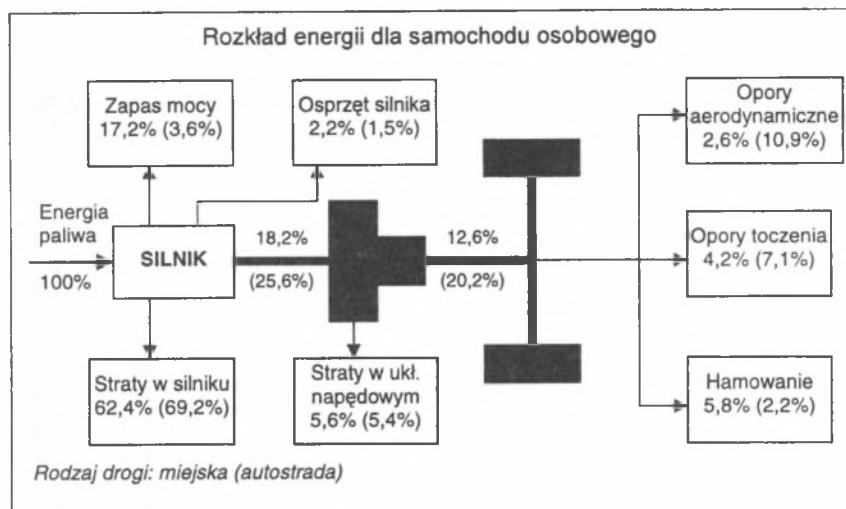 Rozkład energii dla samochodu osobowego
Zapas mocy
17,2% (3,6%)
Osprzęt silnika
2,2% (1,5%)
Opory
aerodynamiczne
2,6% (10,9%)
Energia
paliwa
100%
SILNIK
18,2%
(25,6%)
12,6%
(20,2%)
Opory toczenia
4,2% (7,1%)
Straty w silniku
62,4% (69,2%)
Straty w ukł.
napędowym
5,6% (5,4%)
Hamowanie
5,8% (2,2%)
Rodzaj drogi: miejska (autostrada)